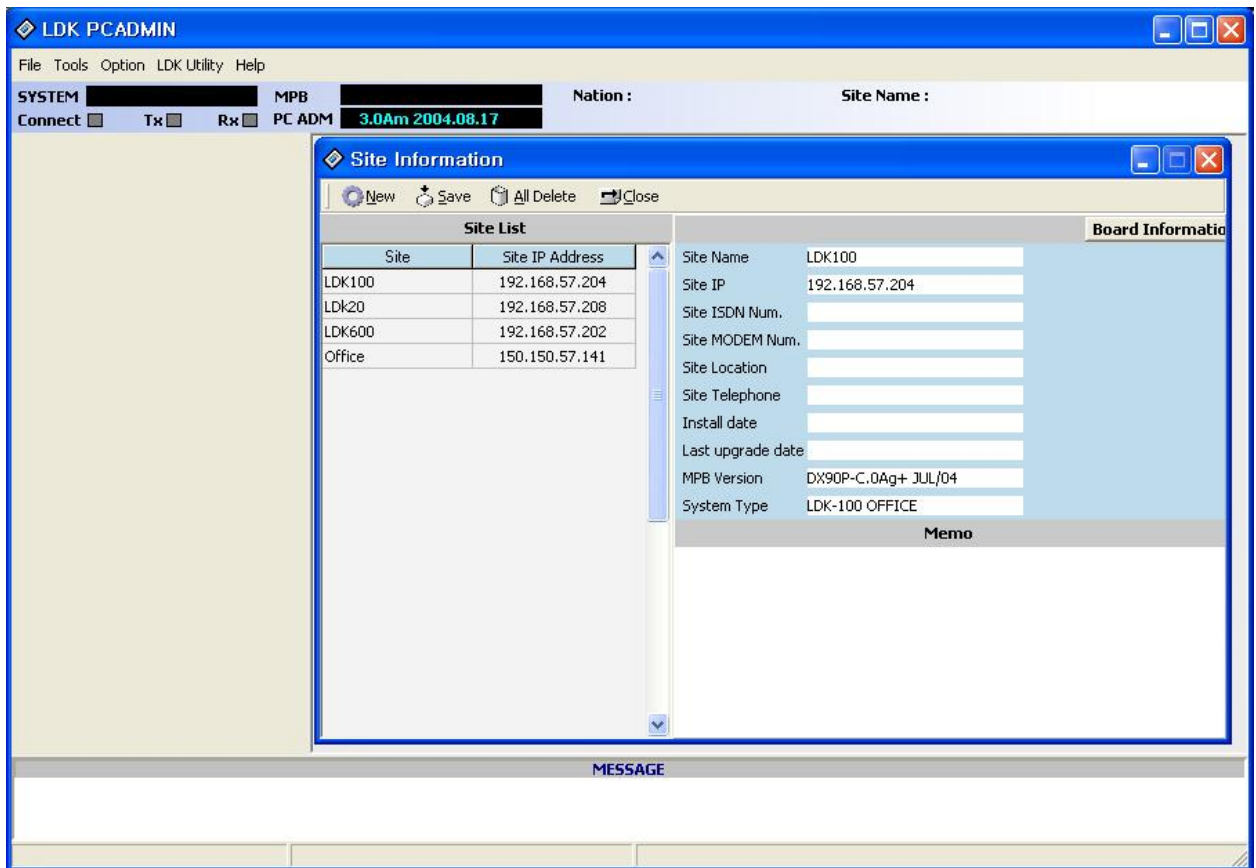 LDK PCADMIN
File Tools Option LDK Utility Help
SYSTEM MPB Nation : Site Name :
Connect Tx Rx PC ADM 3.0Am 2004.08.17
Site Information
New Save All Delete Close
Site List
Board Informatio
Site Site IP Address
LDK100 192.168.57.204
LDk20 192.168.57.208
LDK600 192.168.57.202
Office 150.150.57.141
Site Name LDK100
Site IP 192.168.57.204
Site ISDN Num.
Site MODEM Num.
Site Location
Site Telephone
Install date
Last upgrade date
MPB Version DX90P-C.0Ag+ JUL/04
System Type LDK-100 OFFICE
Memo
MESSAGE